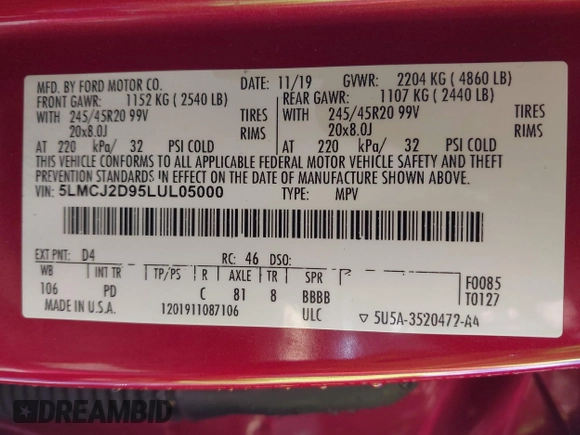 MFD. BY FORD MOTOR CO.
DATE: 11/19 GVWR: 2204 KG ( 4860 LB)
FRONT GAWR: 1152 KG ( 2540 LB)
REAR GAWR: 1107 KG ( 2440 LB)
WITH 245/45R20 99V TIRES
WITH 245/45R20 99V TIRES
20x8.0J RIMS
20x8.0J RIMS
AT 220 kPa/ 32 PSI COLD
AT 220 kPa/ 32 PSI COLD
THIS VEHICLE CONFORMS TO ALL APPLICABLE FEDERAL MOTOR VEHICLE SAFETY AND THEFT
PREVENTION STANDARDS IN EFFECT ON THE DATE OF MANUFACTURE SHOWN ABOVE.
VIN: 5LMCJ2D95LUL05000 TYPE: MPV
EXT PNT: D4 RC: 46 DSO:
WB INT TR TP/PS R AXLE TR SPR
106 PD C 81 8 BBBB
F0085
T0127
MADE IN U.S.A. 1201911087106 ULC
▽ 5U5A-3520472-AA
DREAMBID